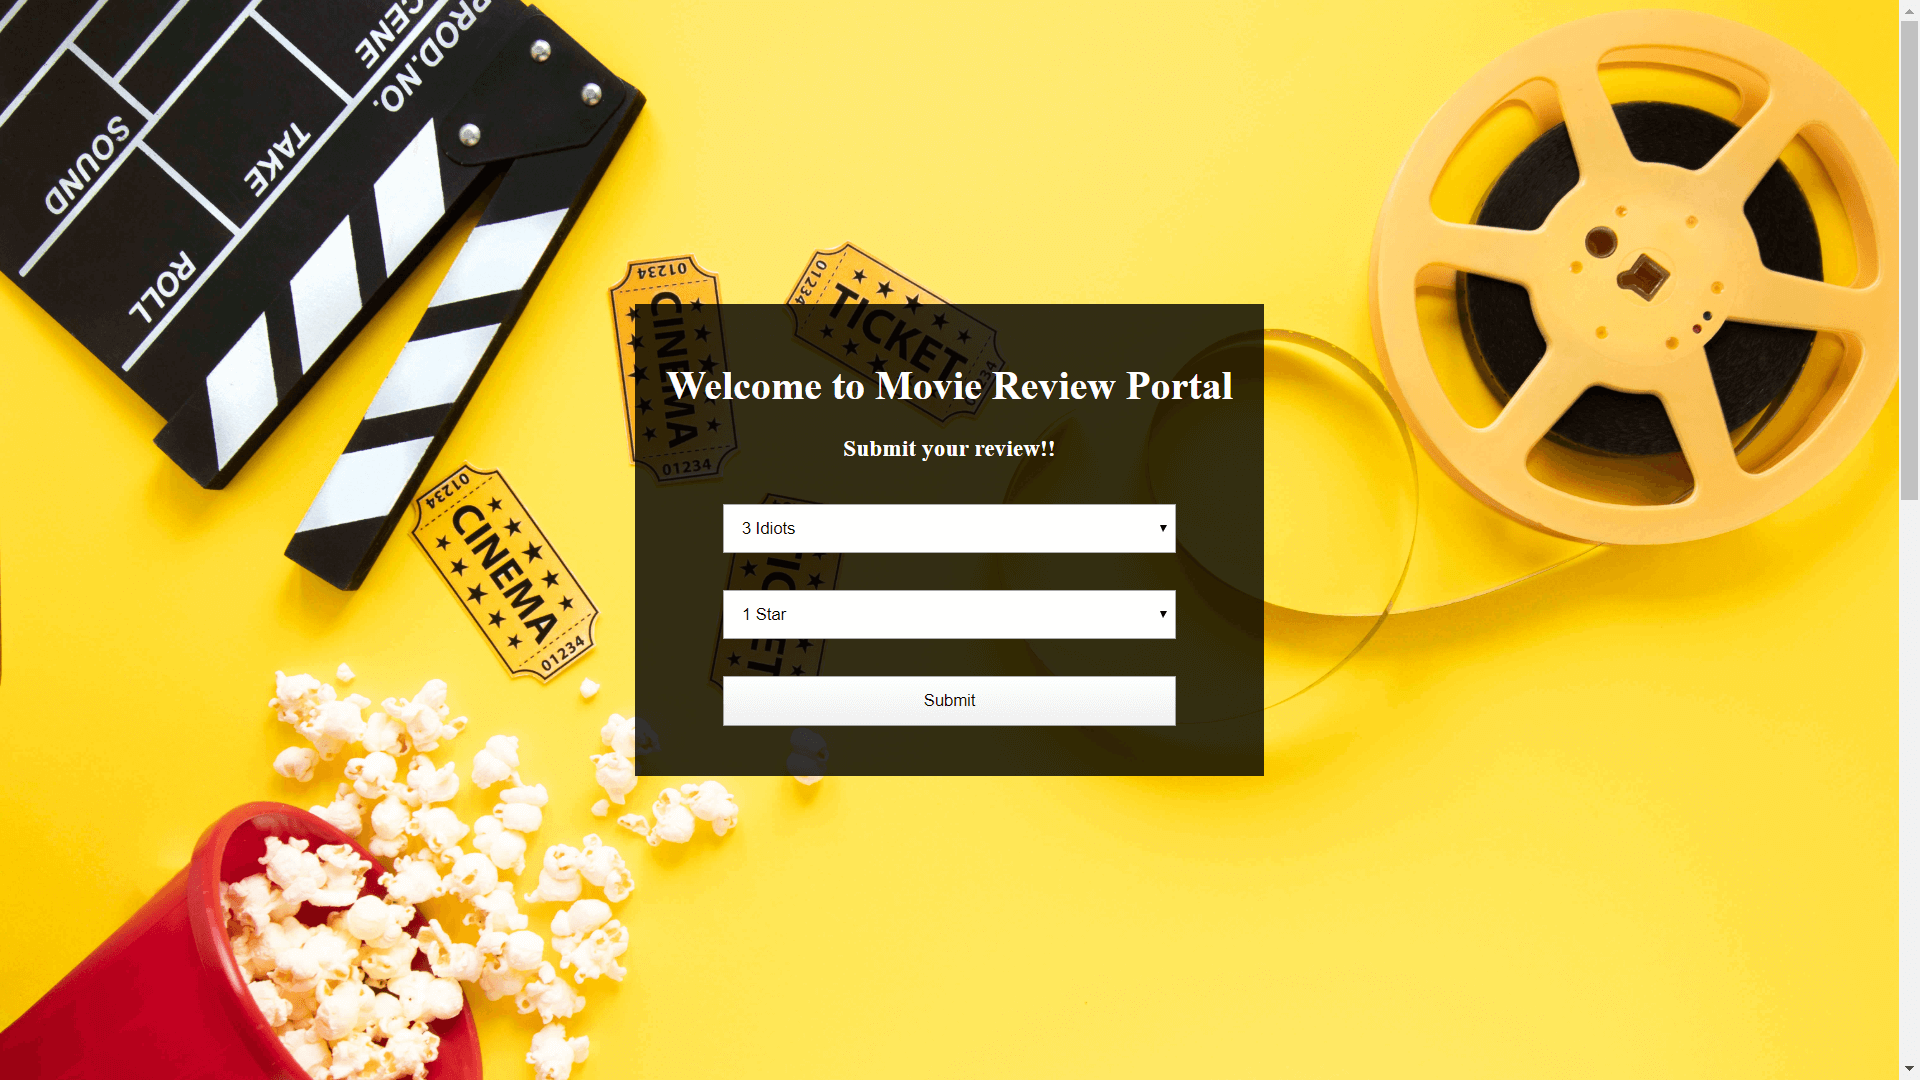 SCENE
PROD.NO.
TAKE
SOUND
ROLL
01234
CINEMA
01234
01234
TICKET
01234
Welcome to Movie Review Portal
Submit your review!!
3 Idiots
1 Star
Submit
01234
CINEMA
01234